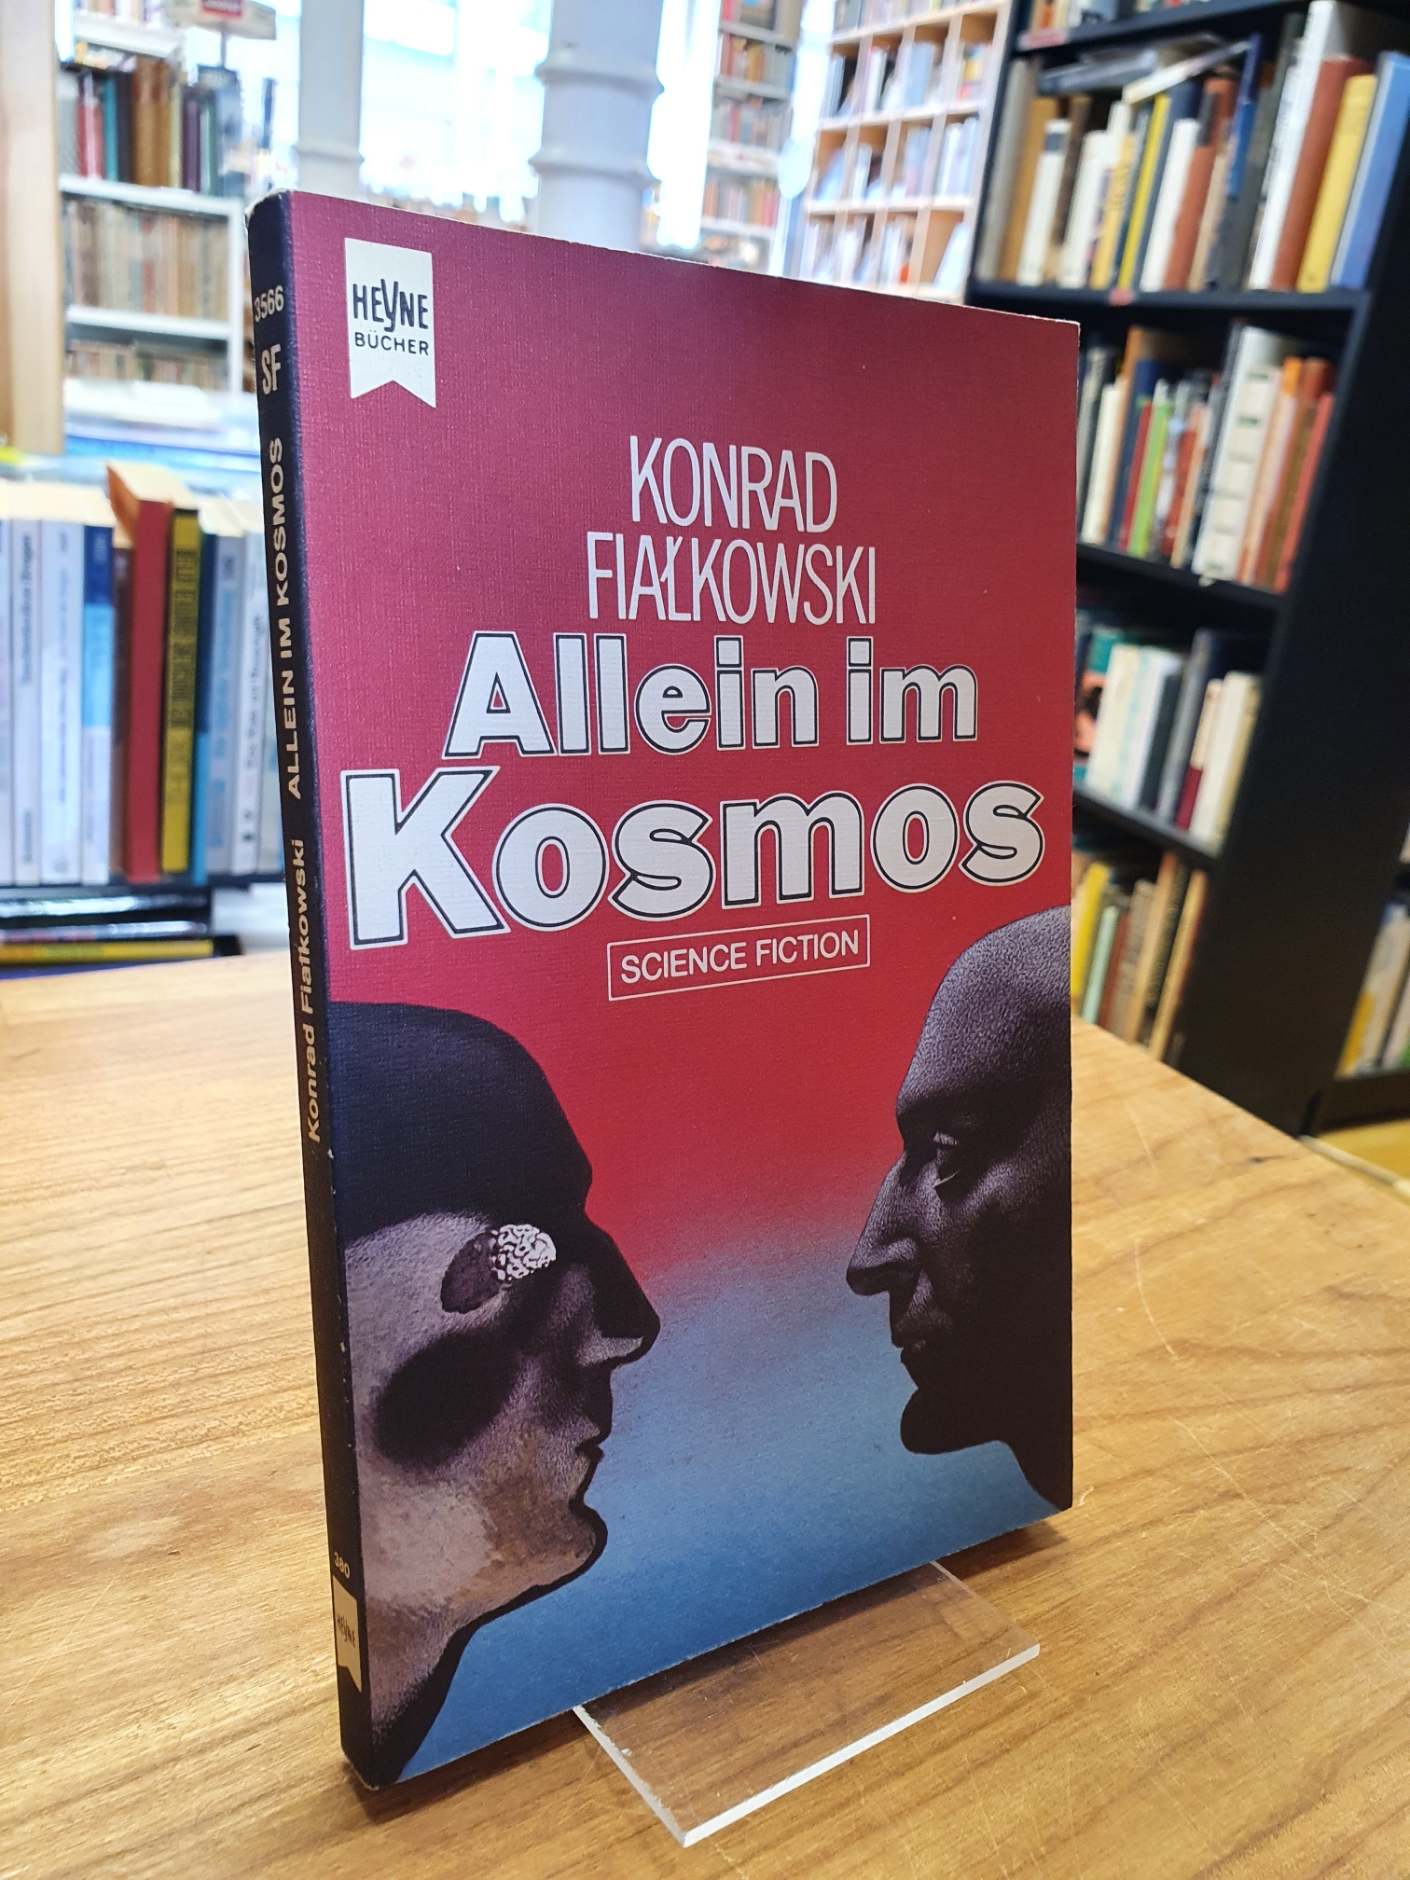 HEYNE
BÜCHER
KONRAD
FIAŁKOWSKI
Allein im
Kosmos
SCIENCE FICTION
3566
SF
ALLEIN IM KOSMOS
Konrad Fiałkowski
380
HEYNE